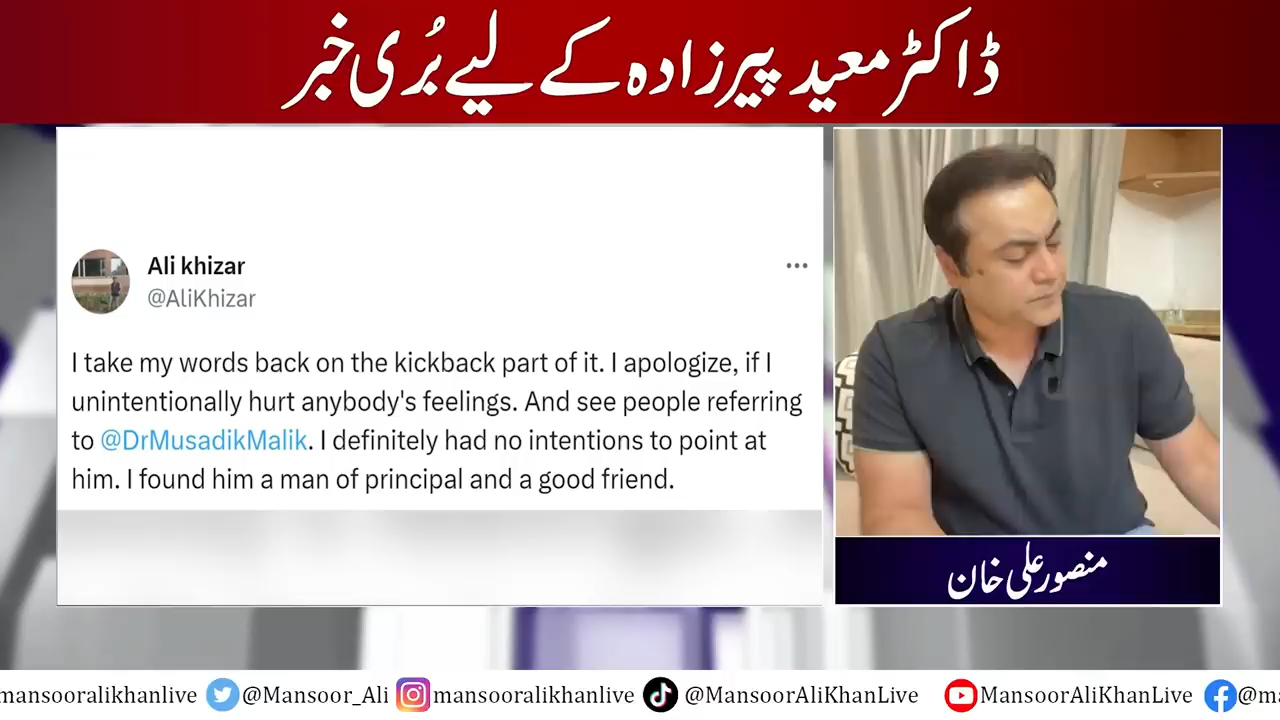 ڈاکٹر معید پیرزادہ کے لیے بُری خبر
Ali khizar
@AliKhizar
I take my words back on the kickback part of it. I apologize, if I
unintentionally hurt anybody's feelings. And see people referring
to @DrMusadikMalik. I definitely had no intentions to point at
him. I found him a man of principal and a good friend.
منصور علی خان
mansooralikhanlive @Mansoor_Ali mansooralikhanlive @MansoorAliKhanLive MansoorAliKhanLive